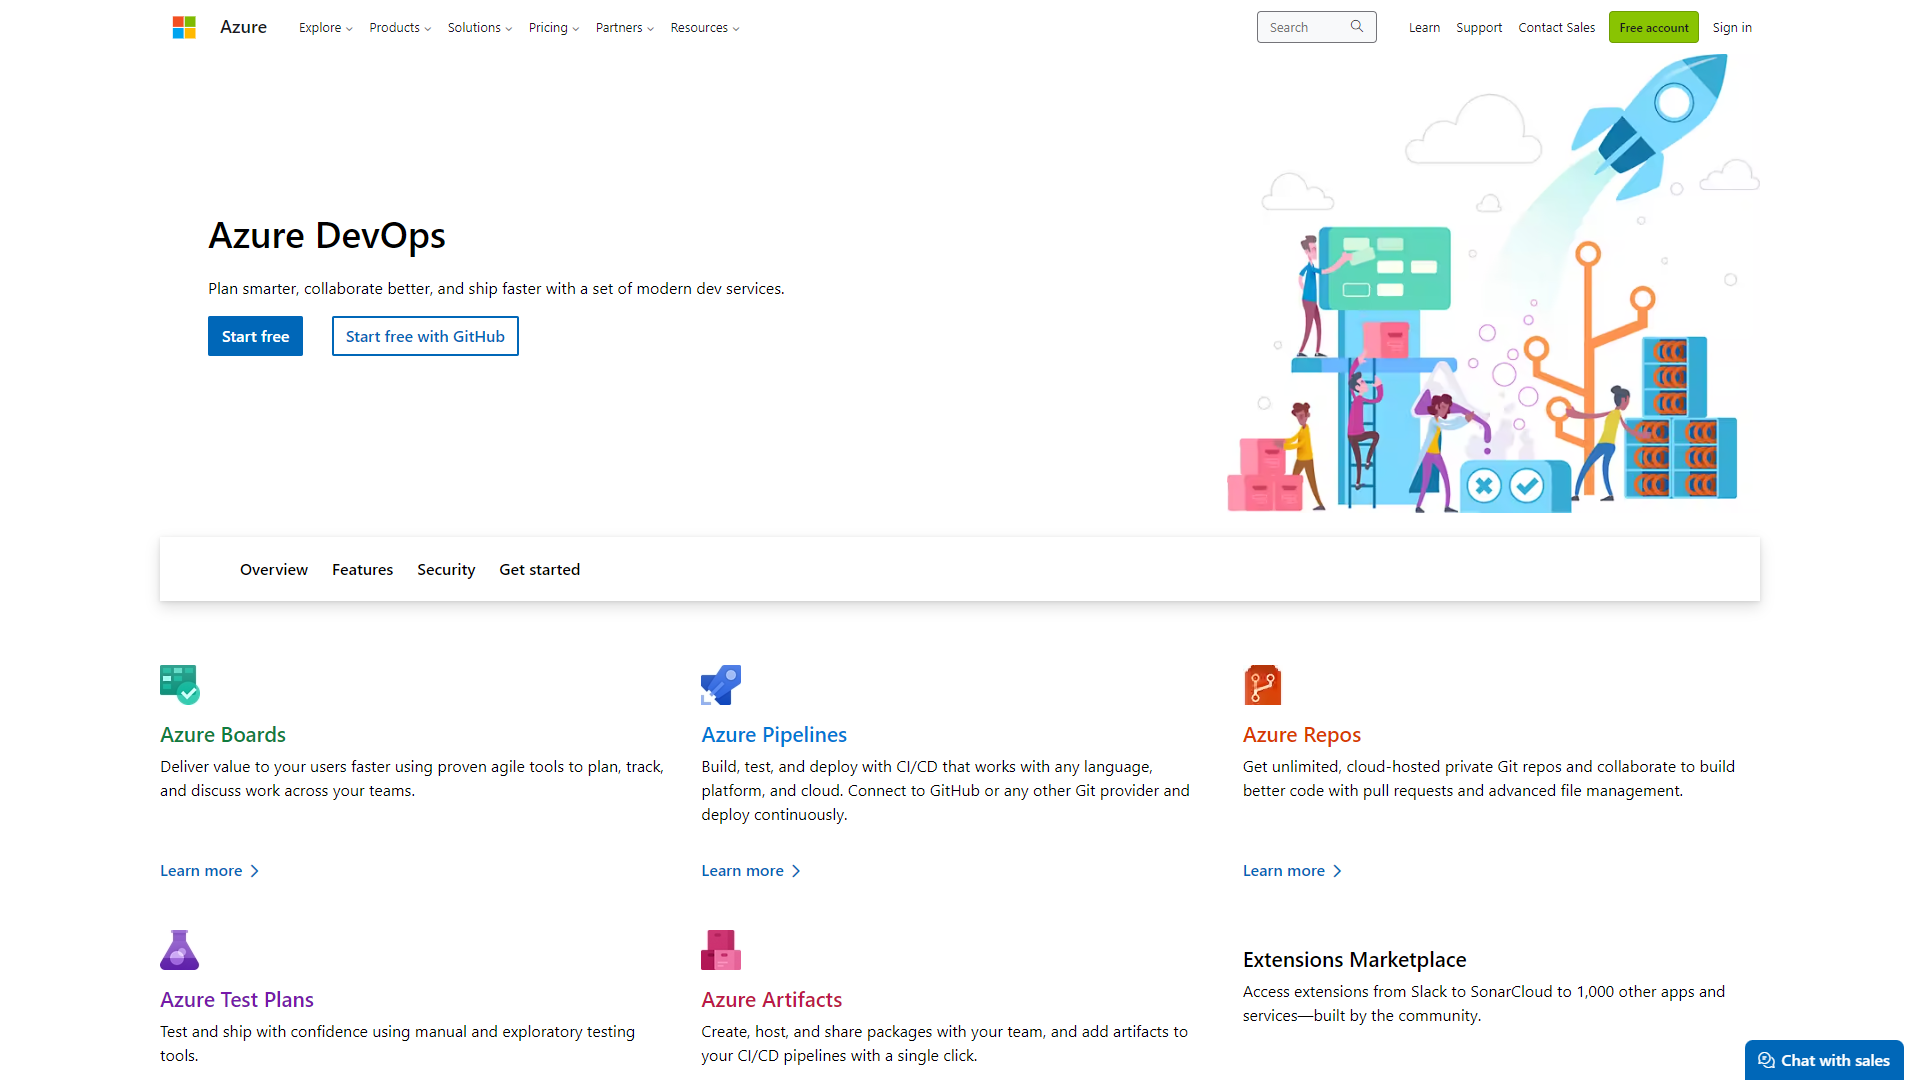 Azure
Explore
Products
Solutions
Pricing
Partners
Resources
Search
Learn
Support
Contact Sales
Free account
Sign in
Azure DevOps
Plan smarter, collaborate better, and ship faster with a set of modern dev services.
Start free
Start free with GitHub
Overview
Features
Security
Get started
Azure Boards
Deliver value to your users faster using proven agile tools to plan, track,
and discuss work across your teams.
Learn more
Azure Pipelines
Build, test, and deploy with CI/CD that works with any language,
platform, and cloud. Connect to GitHub or any other Git provider and
deploy continuously.
Learn more
Azure Repos
Get unlimited, cloud-hosted private Git repos and collaborate to build
better code with pull requests and advanced file management.
Learn more
Azure Test Plans
Test and ship with confidence using manual and exploratory testing
tools.
Azure Artifacts
Create, host, and share packages with your team, and add artifacts to
your CI/CD pipelines with a single click.
Extensions Marketplace
Access extensions from Slack to SonarCloud to 1,000 other apps and
services—built by the community.
Chat with sales